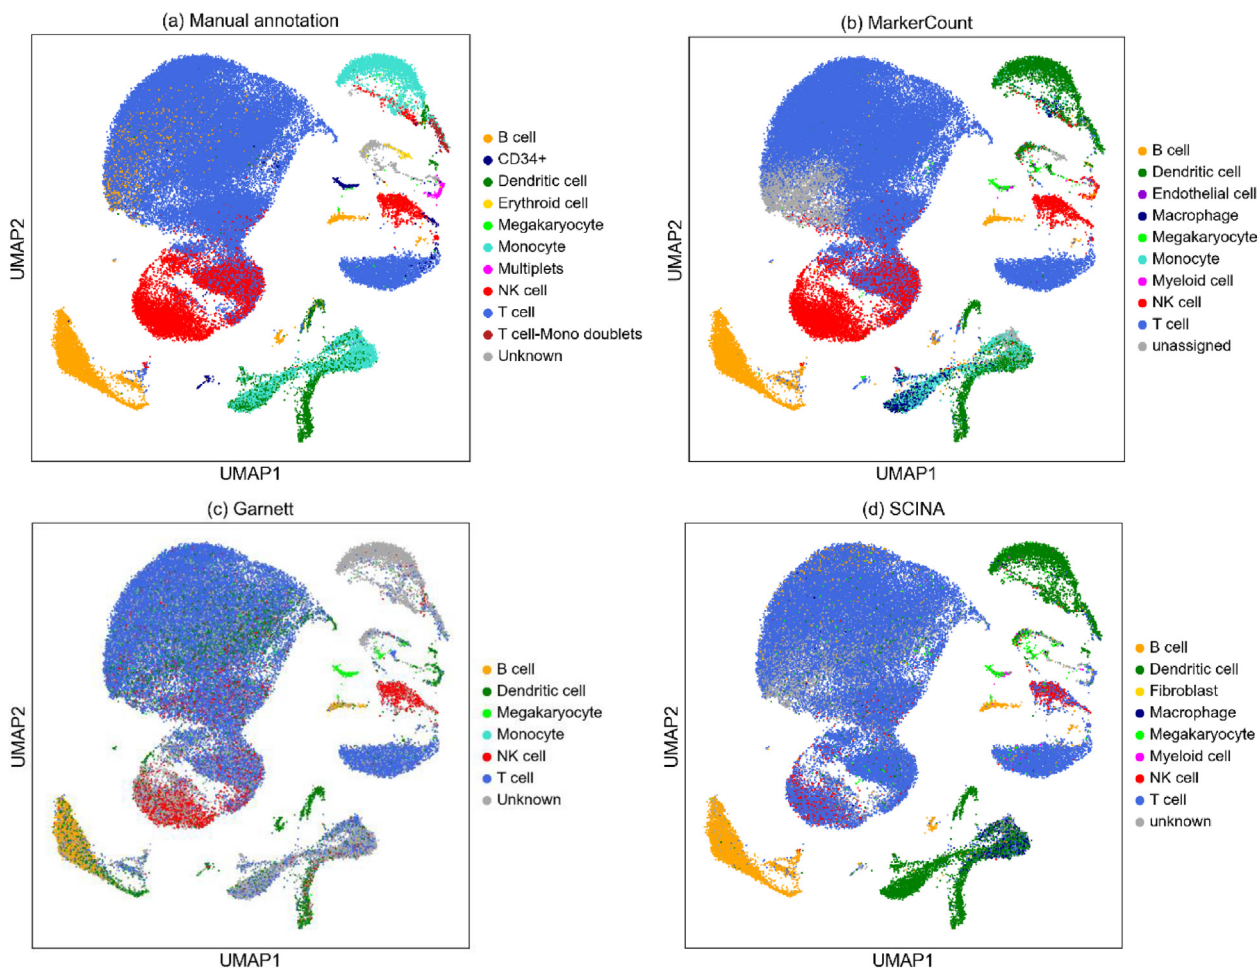 (a) Manual annotation
UMAP2
UMAP1
B cell
CD34+
Dendritic cell
Erythroid cell
Megakaryocyte
Monocyte
Multiplets
NK cell
T cell
T cell-Mono doublets
Unknown
(b) MarkerCount
UMAP2
UMAP1
B cell
Dendritic cell
Endothelial cell
Macrophage
Megakaryocyte
Monocyte
Myeloid cell
NK cell
T cell
unassigned
(c) Garnett
UMAP2
UMAP1
B cell
Dendritic cell
Megakaryocyte
Monocyte
NK cell
T cell
Unknown
(d) SCINA
UMAP2
UMAP1
B cell
Dendritic cell
Fibroblast
Macrophage
Megakaryocyte
Myeloid cell
NK cell
T cell
unknown